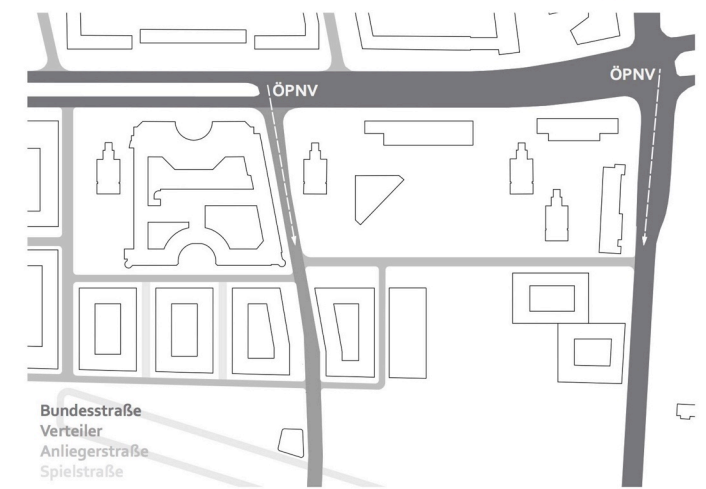 ÖPNV
ÖPNV
Bundesstraße
Verteiler
Anliegerstraße
Spielstraße